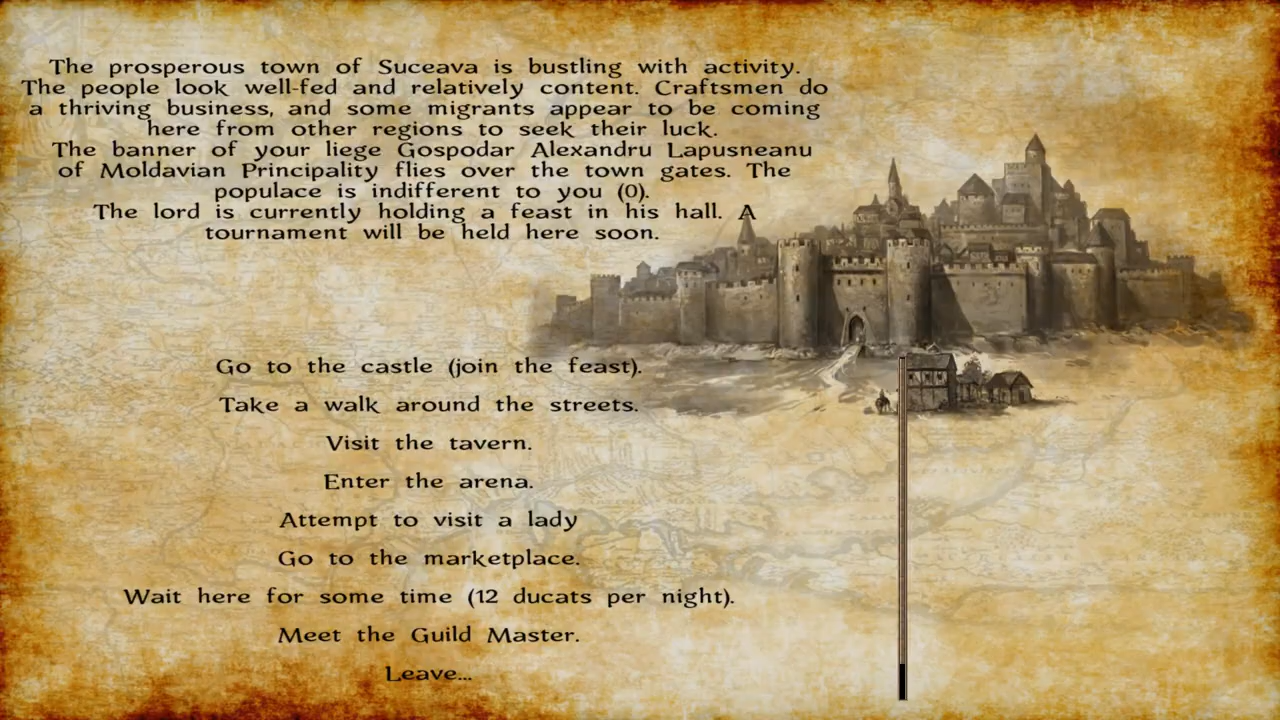 The prosperous town of Suceava is bustling with activity.
The people look well-fed and relatively content. Craftsmen do
a thriving business, and some migrants appear to be coming
here from other regions to seek their luck.
The banner of your liege Gospodar Alexandru Lapusneanu
of Moldavian Principality flies over the town gates. The
populace is indifferent to you (0).
The lord is currently holding a feast in his hall. A
tournament will be held here soon.
Go to the castle (join the feast).
Take a walk around the streets.
Visit the tavern.
Enter the arena.
Attempt to visit a lady
Go to the marketplace.
Wait here for some time (12 ducats per night).
Meet the Guild Master.
Leave...